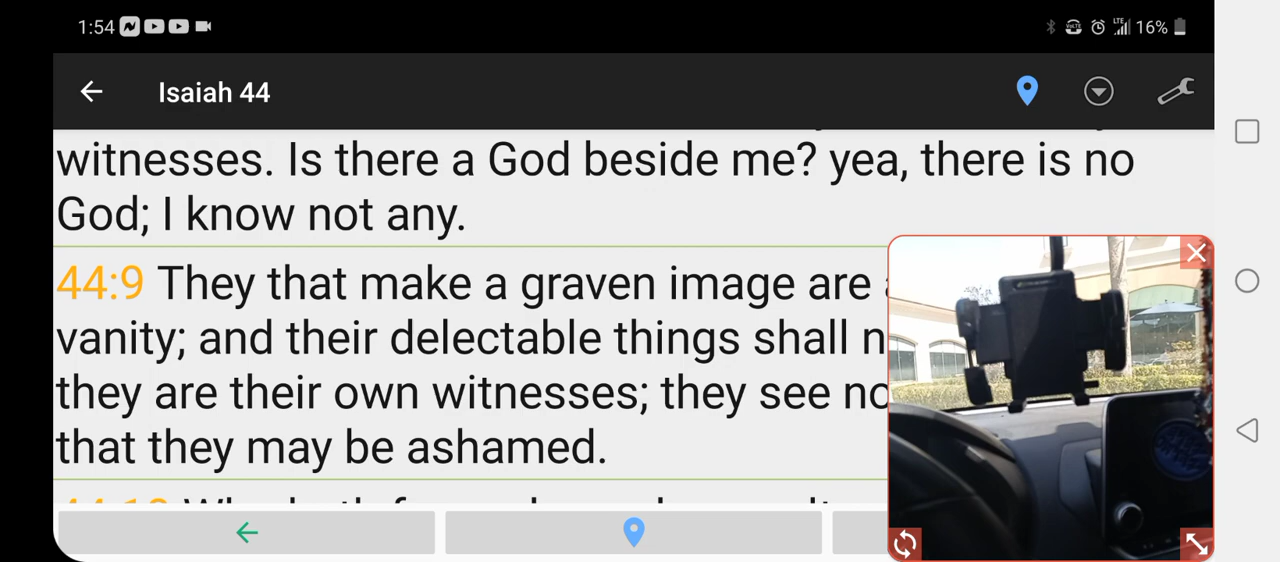 1:54 LTE 16%
Isaiah 44
witnesses. Is there a God beside me? yea, there is no
God; I know not any.
44:9 They that make a graven image are
vanity; and their delectable things shall
they are their own witnesses; they see
that they may be ashamed.